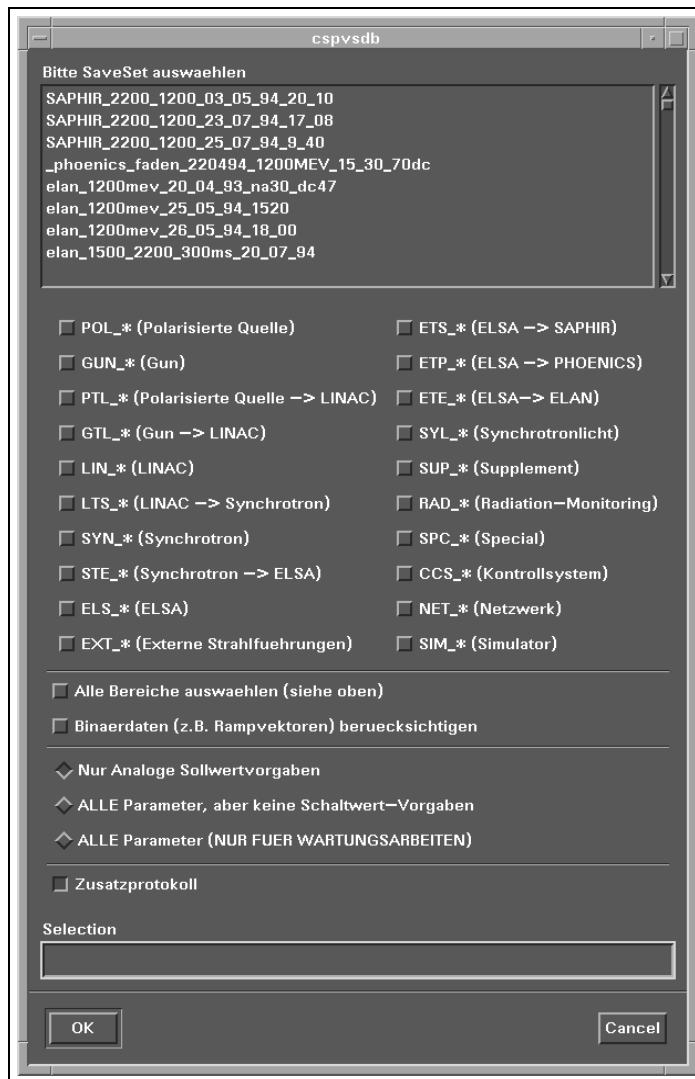 cspvsdb
Bitte SaveSet auswaehlen
SAPHIR_2200_1200_03_05_94_20_10
SAPHIR_2200_1200_23_07_94_17_08
SAPHIR_2200_1200_25_07_94_9_40
_phoenics_faden_220494_1200MEV_15_30_70dc
elan_1200mev_20_04_93_na30_dc47
elan_1200mev_25_05_94_1520
elan_1200mev_26_05_94_18_00
elan_1500_2200_300ms_20_07_94
POL_* (Polarisierte Quelle)
GUN_* (Gun)
PTL_* (Polarisierte Quelle —> LINAC)
GTL_* (Gun —> LINAC)
LIN_* (LINAC)
LTS_* (LINAC —> Synchrotron)
SYN_* (Synchrotron)
STE_* (Synchrotron —> ELSA)
ELS_* (ELSA)
EXT_* (Externe Strahlfuehrungen)
ETS_* (ELSA —> SAPHIR)
ETP_* (ELSA —> PHOENICS)
ETE_* (ELSA—> ELAN)
SYL_* (Synchrotronlicht)
SUP_* (Supplement)
RAD_* (Radiation—Monitoring)
SPC_* (Special)
CCS_* (Kontrollsystem)
NET_* (Netzwerk)
SIM_* (Simulator)
Alle Bereiche auswaehlen (siehe oben)
Binaerdaten (z.B. Rampvektoren) beruecksichtigen
Nur Analoge Sollwertvorgaben
ALLE Parameter, aber keine Schaltwert—Vorgaben
ALLE Parameter (NUR FUER WARTUNGSARBEITEN)
Zusatzprotokoll
Selection
OK
Cancel